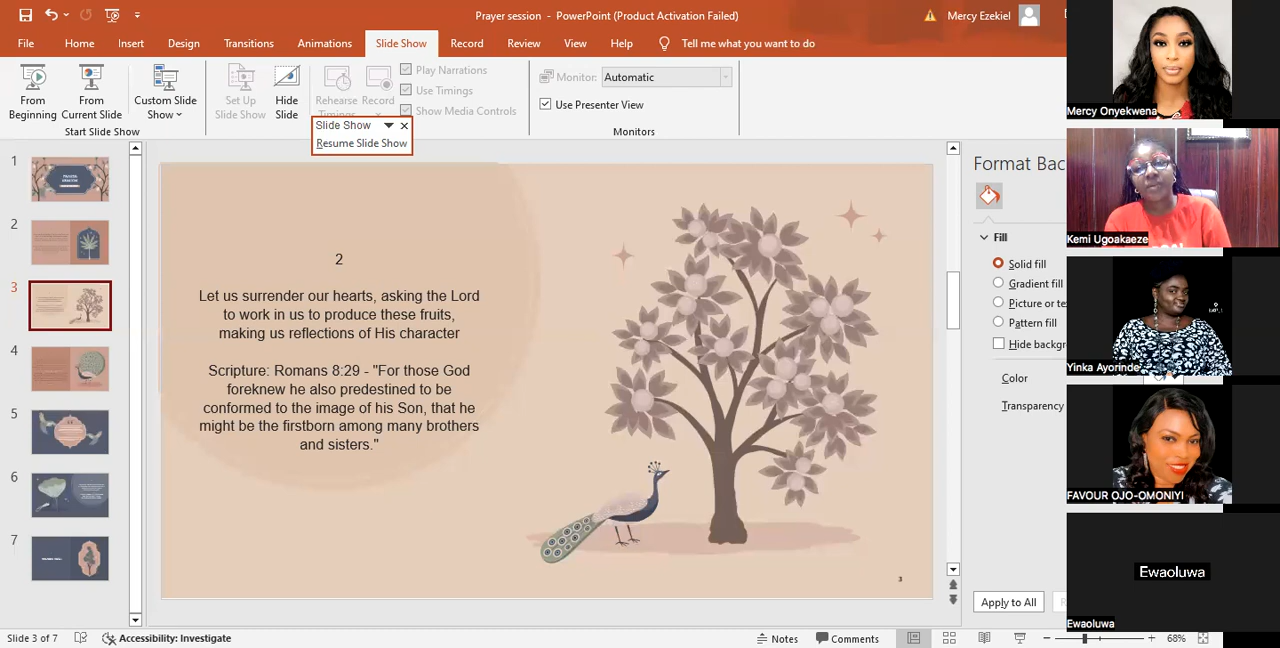 Prayer session - PowerPoint (Product Activation Failed)
Mercy Ezekiel
File Home Insert Design Transitions Animations Slide Show Record Review View Help Tell me what you want to do
From Beginning
From Current Slide
Custom Slide Show
Set Up Slide Show
Hide Slide
Rehearse Timings
Record
Play Narrations
Use Timings
Show Media Controls
Monitor: Automatic
Use Presenter View
Start Slide Show
Monitors
Slide Show
Resume Slide Show
1
2
3
4
5
6
7
2
Let us surrender our hearts, asking the Lord
to work in us to produce these fruits,
making us reflections of His character
Scripture: Romans 8:29 - "For those God
foreknew he also predestined to be
conformed to the image of his Son, that he
might be the firstborn among many brothers
and sisters."
3
Format Bac
Fill
Solid fill
Gradient fill
Picture or te
Pattern fill
Hide backgr
Color
Transparency
Apply to All
Mercy Onyekwena
Kemi Ugoakaeze
Yinka Ayorinde
FAVOUR OJO-OMONIYI
Ewaoluwa
Ewaoluwa
Slide 3 of 7
Accessibility: Investigate
Notes
Comments
68%